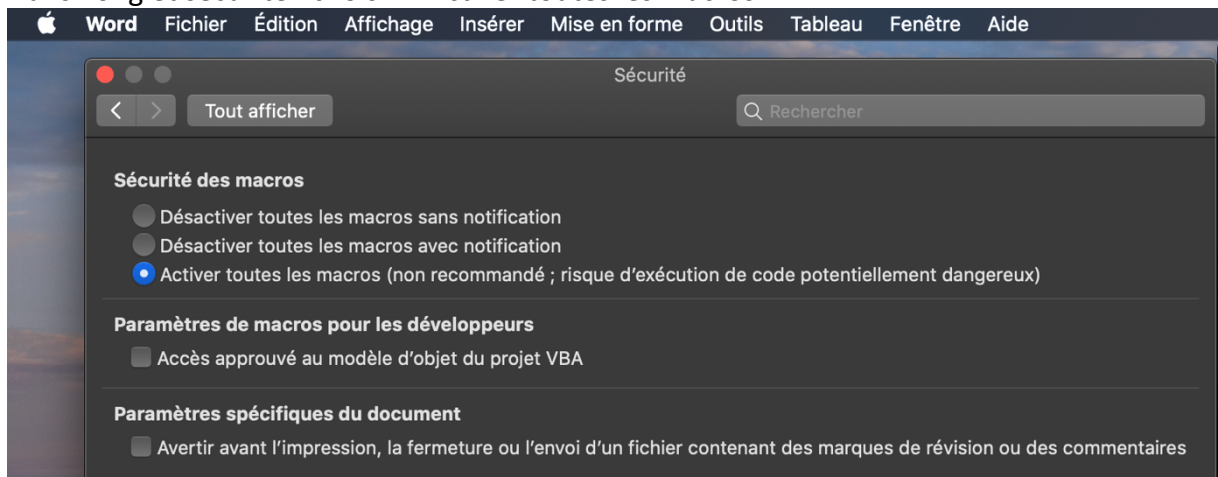 Word Fichier Édition Affichage Insérer Mise en forme Outils Tableau Fenêtre Aide
Sécurité
Tout afficher
Rechercher
Sécurité des macros
Désactiver toutes les macros sans notification
Désactiver toutes les macros avec notification
Activer toutes les macros (non recommandé ; risque d’exécution de code potentiellement dangereux)
Paramètres de macros pour les développeurs
Accès approuvé au modèle d’objet du projet VBA
Paramètres spécifiques du document
Avertir avant l’impression, la fermeture ou l’envoi d’un fichier contenant des marques de révision ou des commentaires